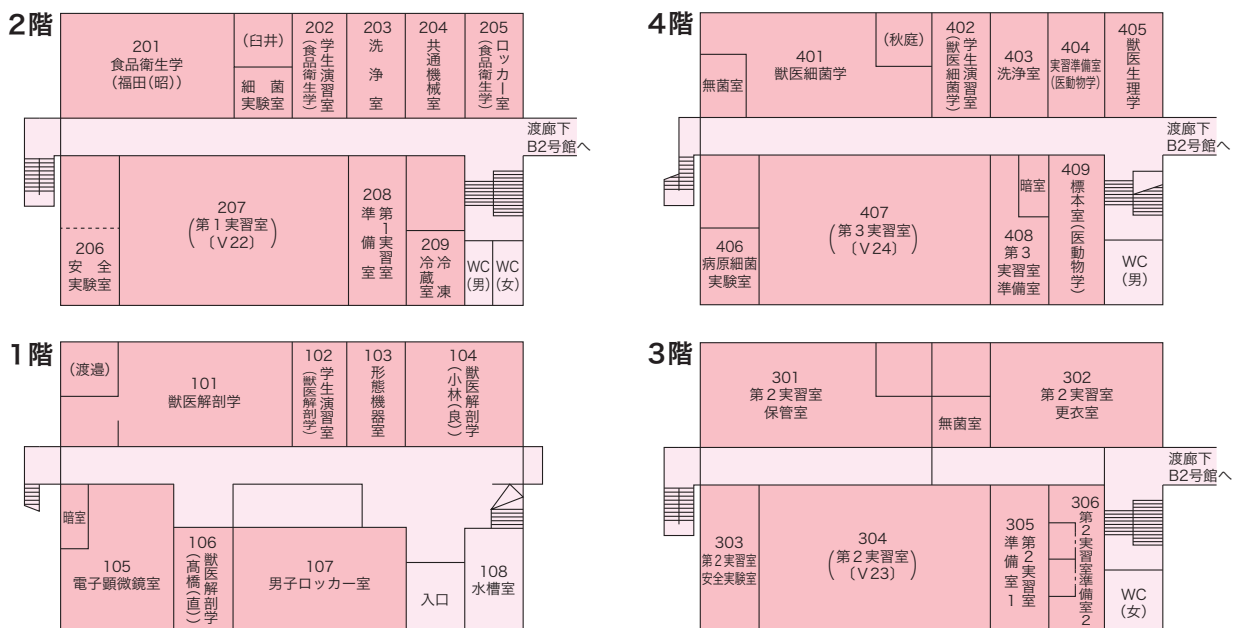 2階
201
食品衛生学
(福田(昭))
(臼井)
細菌
実験室
202
学生演習室
(食品衛生学)
203
洗浄室
204
共通機械室
205
ロッカー室
(食品衛生学)
渡廊下
B2号館へ
206
安全
実験室
207
(第1実習室)
〔V22〕
208
第1実習室
準備室
209
冷凍
冷蔵室
WC
(男)
WC
(女)
4階
無菌室
401
獣医細菌学
(秋庭)
402
学生演習室
(獣医細菌学)
403
洗浄室
404
実習準備室
(医動物学)
405
獣医生理学
渡廊下
B2号館へ
406
病原細菌
実験室
407
(第3実習室)
〔V24〕
暗室
408
第3
実習室
準備室
409
標本室(医動物学)
WC
(男)
1階
(渡邉)
101
獣医解剖学
102
学生演習室
(獣医解剖学)
103
形態機器室
104
獣医解剖学
(小林(良))
暗室
105
電子顕微鏡室
106
獣医解剖学
(髙橋(直))
107
男子ロッカー室
入口
108
水槽室
3階
301
第2実習室
保管室
無菌室
302
第2実習室
更衣室
渡廊下
B2号館へ
303
第2実習室
安全実験室
304
(第2実習室)
〔V23〕
305
第2実習室
準備室1
306
第2実習室準備室2
WC
(女)